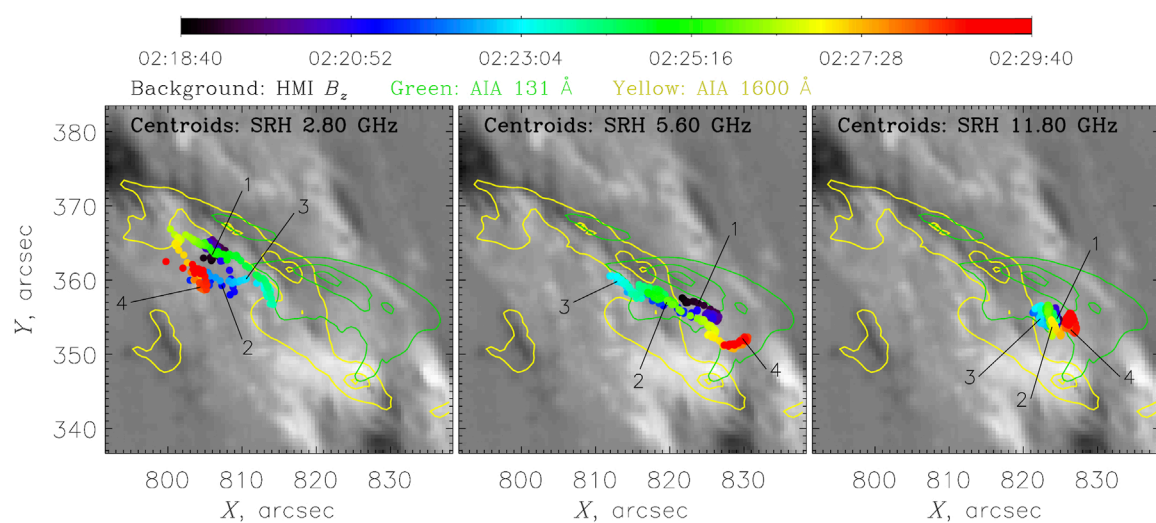 02:18:40 02:20:52 02:23:04 02:25:16 02:27:28 02:29:40
Background: HMI B_z Green: AIA 131 Å Yellow: AIA 1600 Å
Centroids: SRH 2.80 GHz Centroids: SRH 5.60 GHz Centroids: SRH 11.80 GHz
380
370
360
350
340
Y, arcsec
1
3
4
2
1
3
2
4
1
3
2
4
800 810 820 830 800 810 820 830 800 810 820 830
X, arcsec X, arcsec X, arcsec